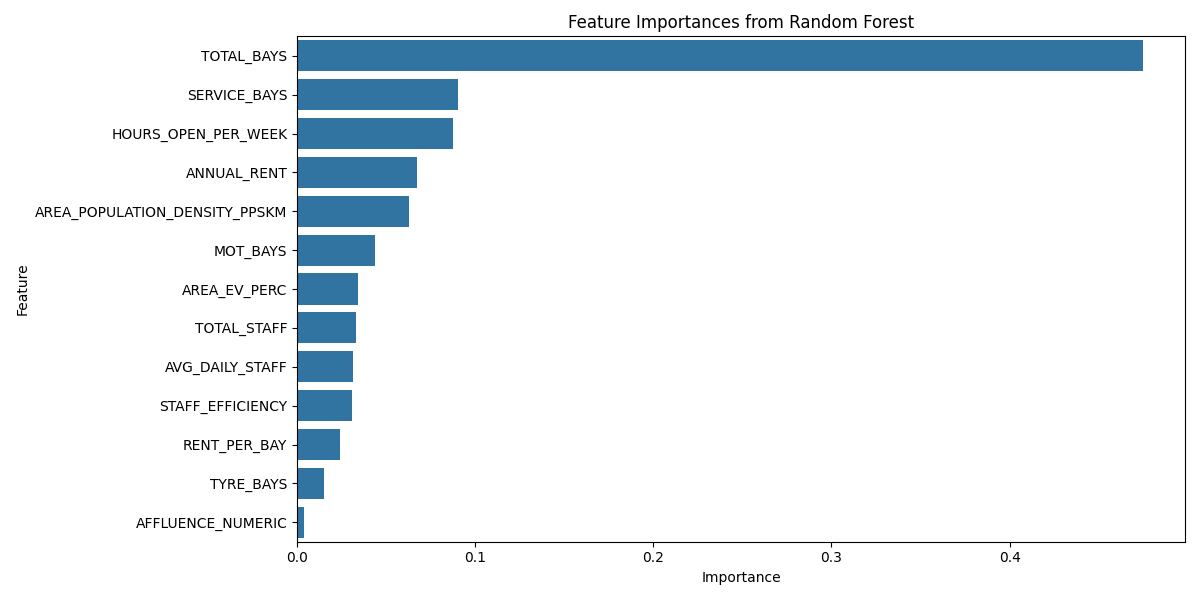 Feature Importances from Random Forest
TOTAL_BAYS
SERVICE_BAYS
HOURS_OPEN_PER_WEEK
ANNUAL_RENT
AREA_POPULATION_DENSITY_PPSKM
MOT_BAYS
AREA_EV_PERC
TOTAL_STAFF
AVG_DAILY_STAFF
STAFF_EFFICIENCY
RENT_PER_BAY
TYRE_BAYS
AFFLUENCE_NUMERIC
Feature
0.0 0.1 0.2 0.3 0.4
Importance